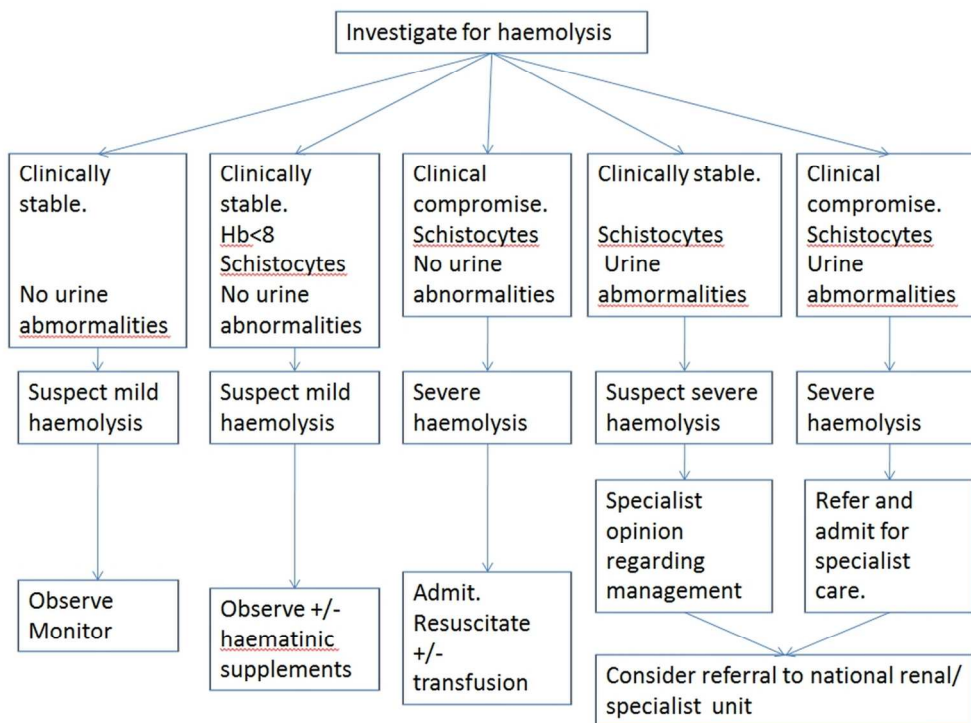 Investigate for haemolysis
Clinically
stable.
No urine
abmormalities
Clinically
stable.
Hb<8
Schistocytes
No urine
abnormalities
Clinical
compromise.
Schistocytes
No urine
abnormalities
Clinically stable.
Schistocytes
Urine
abmormalities
Clinical
compromise.
Schistocytes
Urine
abmormalities
Suspect mild
haemolysis
Suspect mild
haemolysis
Severe
haemolysis
Suspect severe
haemolysis
Severe
haemolysis
Specialist
opinion
regarding
management
Refer and
admit for
specialist
care.
Observe
Monitor
Observe +/-
haematinic
supplements
Admit.
Resuscitate
+/-
transfusion
Consider referral to national renal/
specialist unit